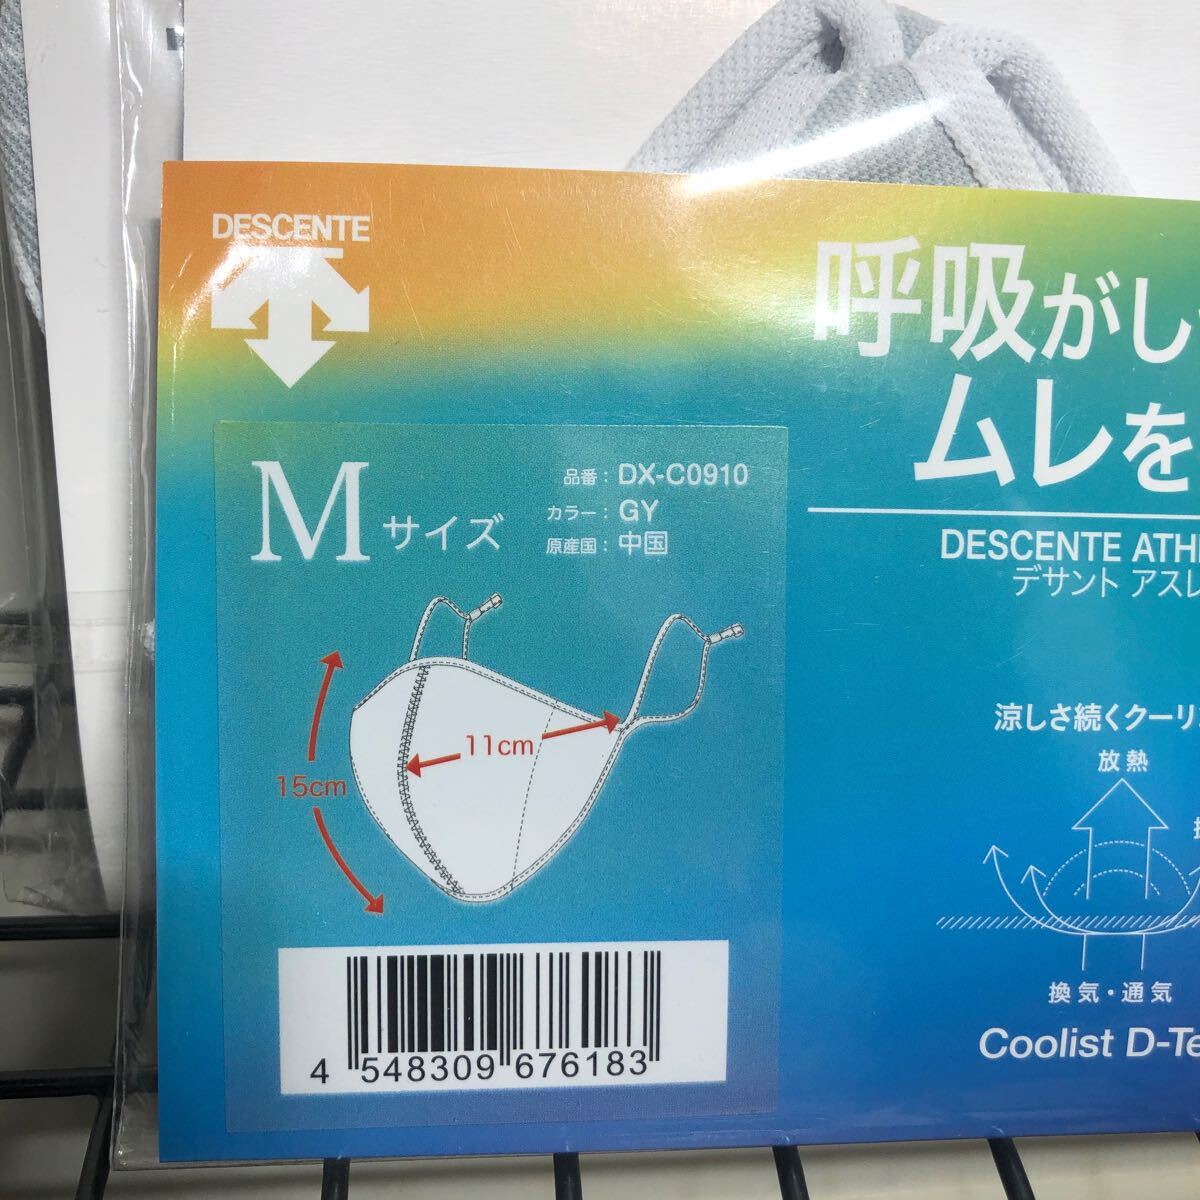 DESCENTE
呼吸がし
ムレを
Mサイズ
品番：DX-C0910
カラー：GY
原産国：中国
DESCENTE ATH
デサント アスレ
11cm
15cm
涼しさ続くクーリ
放熱
換気・通気
Coolist D-Te
4 548309 676183